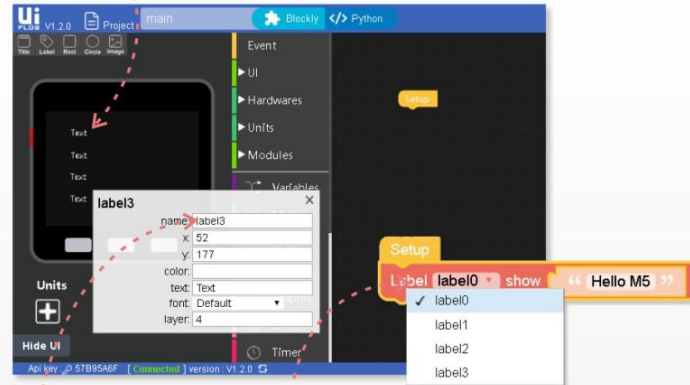 Ui
FLOW V1.2.0 Project main Blockly </> Python
Title Label Rect Circle Image
Event
UI
Hardwares
Units
Modules
Variables
Timer
Setup
Text
Text
Text
Text
label3 X
name: label3
x: 52
y: 177
color:
text: Text
font: Default
layer: 4
Units
Hide UI
Api key : 57B95A6F [ Connected ] version : V1.2.0
Setup
Label label0 show “ Hello M5 ”
✓ label0
label1
label2
label3